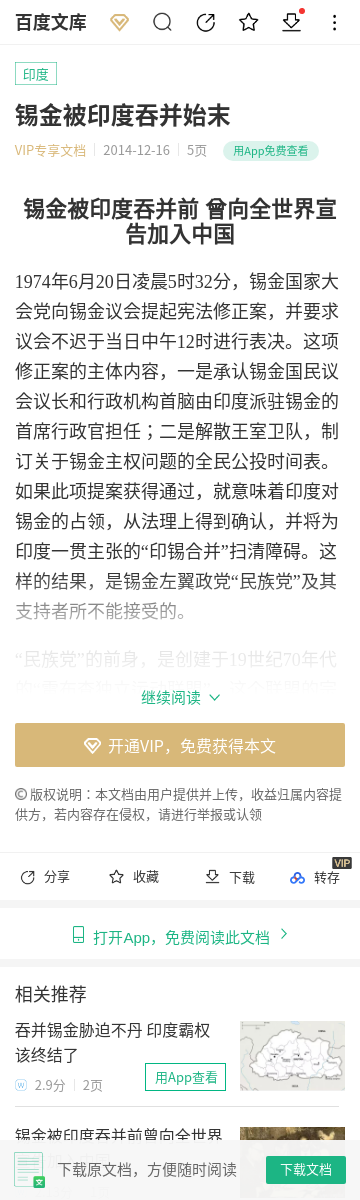 百度文库
印度
锡金被印度吞并始末
VIP专享文档 2014-12-16 5页 用App免费查看
锡金被印度吞并前 曾向全世界宣
告加入中国
1974年6月20日凌晨5时32分，锡金国家大
会党向锡金议会提起宪法修正案，并要求
议会不迟于当日中午12时进行表决。这项
修正案的主体内容，一是承认锡金国民议
会议长和行政机构首脑由印度派驻锡金的
首席行政官担任；二是解散王室卫队，制
订关于锡金主权问题的全民公投时间表。
如果此项提案获得通过，就意味着印度对
锡金的占领，从法理上得到确认，并将为
印度一贯主张的“印锡合并”扫清障碍。这
样的结果，是锡金左翼政党“民族党”及其
支持者所不能接受的。
“民族党”的前身，是创建于19世纪70年代
继续阅读
开通VIP，免费获得本文
© 版权说明：本文档由用户提供并上传，收益归属内容提
供方，若内容存在侵权，请进行举报或认领
分享 收藏 下载 转存 VIP
打开App，免费阅读此文档
相关推荐
吞并锡金胁迫不丹 印度霸权
该终结了
W 2.9分 2页 用App查看
锡金被印度吞并前曾向全世界
下载原文档，方便随时阅读 下载文档